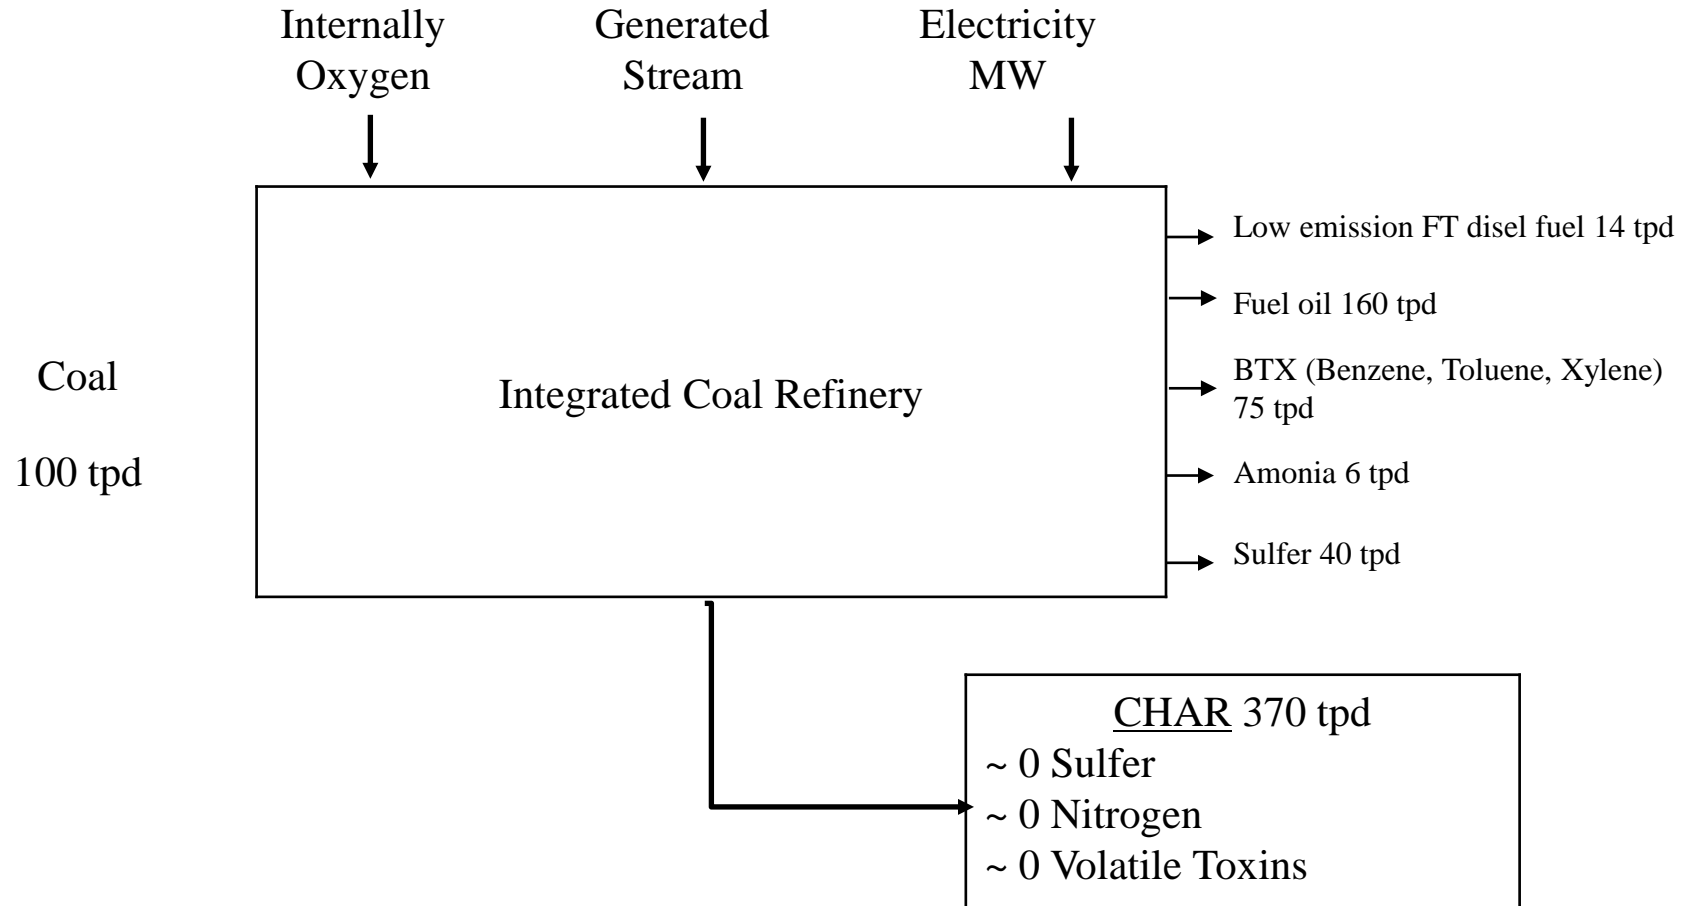 Internally
Oxygen
Generated
Stream
Electricity
MW
Low emission FT disel fuel 14 tpd
Fuel oil 160 tpd
Coal
100 tpd
Integrated Coal Refinery
BTX (Benzene, Toluene, Xylene)
75 tpd
Amonia 6 tpd
Sulfer 40 tpd
CHAR 370 tpd
~ 0 Sulfer
~ 0 Nitrogen
~ 0 Volatile Toxins